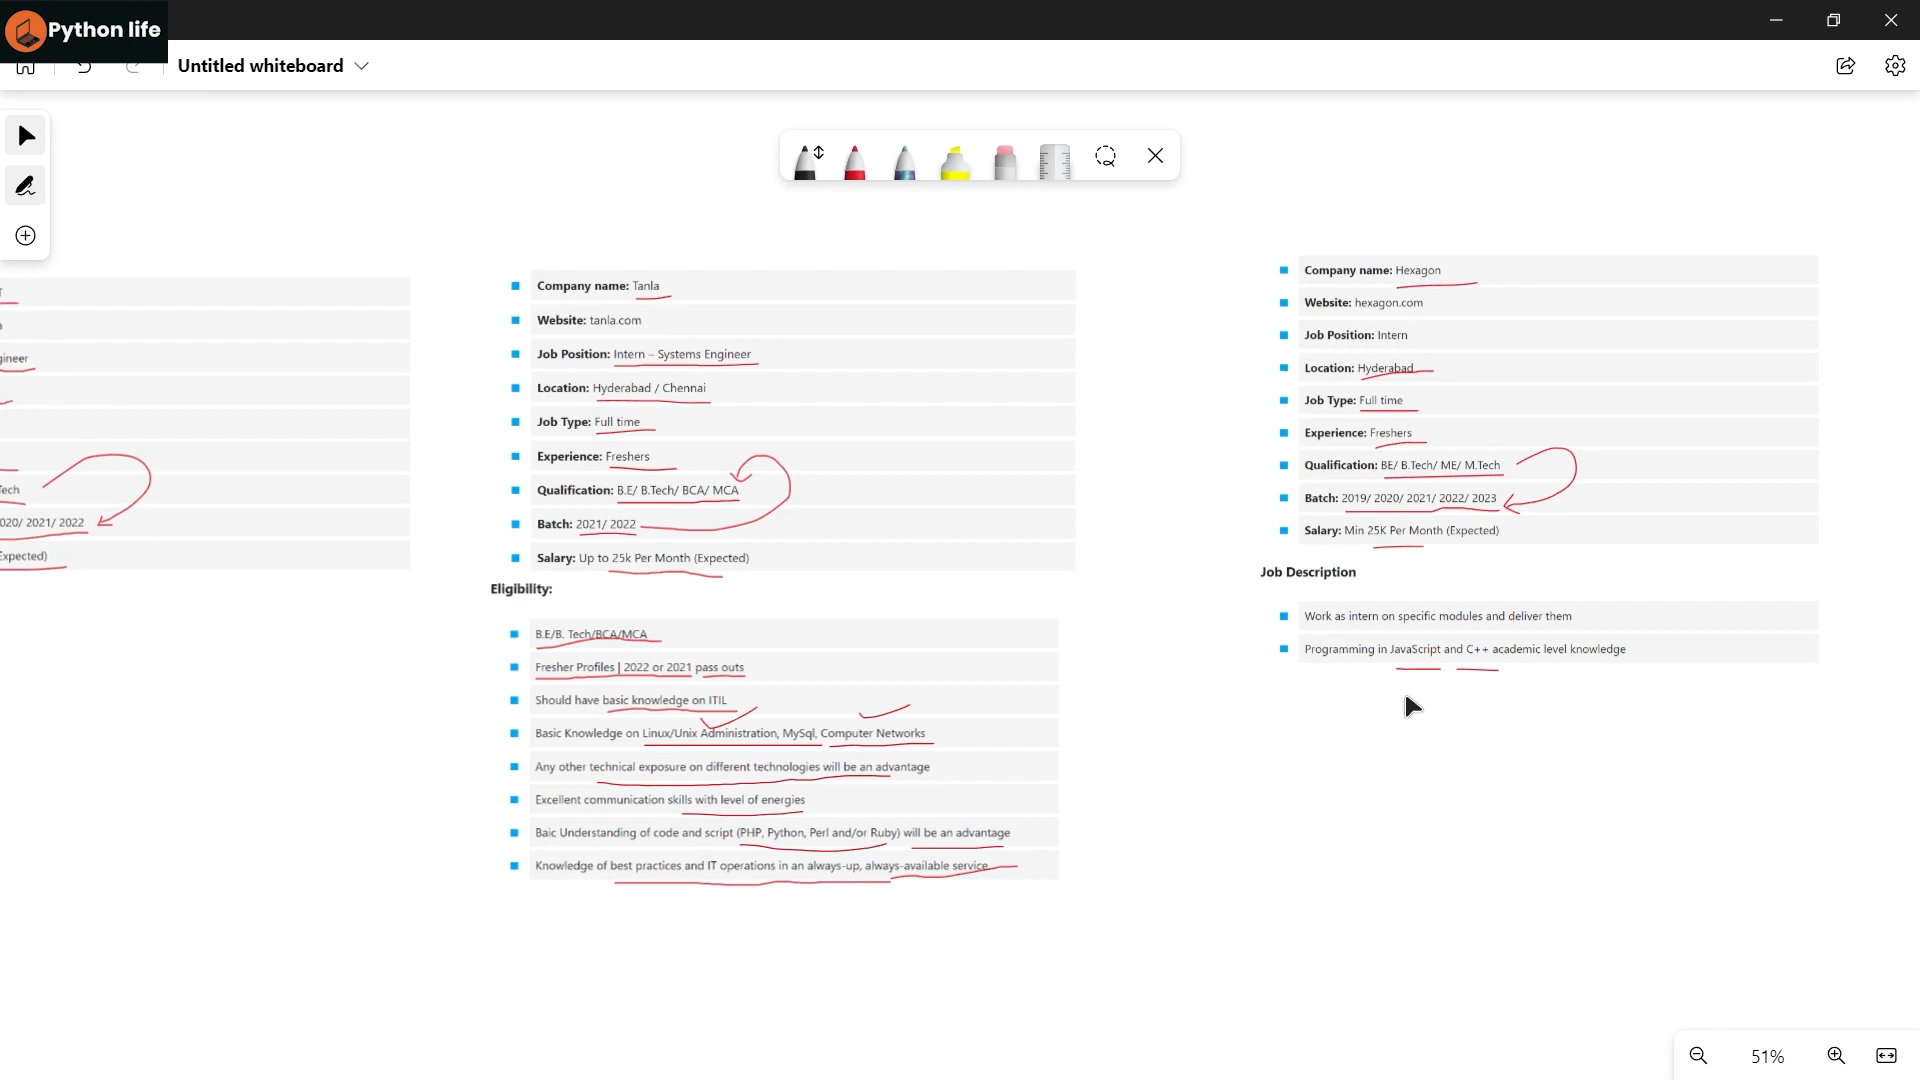 Python life
Untitled whiteboard
gineer
Tech
020/ 2021/ 2022
Expected)
Company name: Tanla
Website: tanla.com
Job Position: Intern – Systems Engineer
Location: Hyderabad / Chennai
Job Type: Full time
Experience: Freshers
Qualification: B.E/ B.Tech/ BCA/ MCA
Batch: 2021/ 2022
Salary: Up to 25k Per Month (Expected)
Eligibility:
B.E/B. Tech/BCA/MCA
Fresher Profiles | 2022 or 2021 pass outs
Should have basic knowledge on ITIL
Basic Knowledge on Linux/Unix Administration, MySql, Computer Networks
Any other technical exposure on different technologies will be an advantage
Excellent communication skills with level of energies
Baic Understanding of code and script (PHP, Python, Perl and/or Ruby) will be an advantage
Knowledge of best practices and IT operations in an always-up, always-available service
Company name: Hexagon
Website: hexagon.com
Job Position: Intern
Location: Hyderabad
Job Type: Full time
Experience: Freshers
Qualification: BE/ B.Tech/ ME/ M.Tech
Batch: 2019/ 2020/ 2021/ 2022/ 2023
Salary: Min 25K Per Month (Expected)
Job Description
Work as intern on specific modules and deliver them
Programming in JavaScript and C++ academic level knowledge
51%